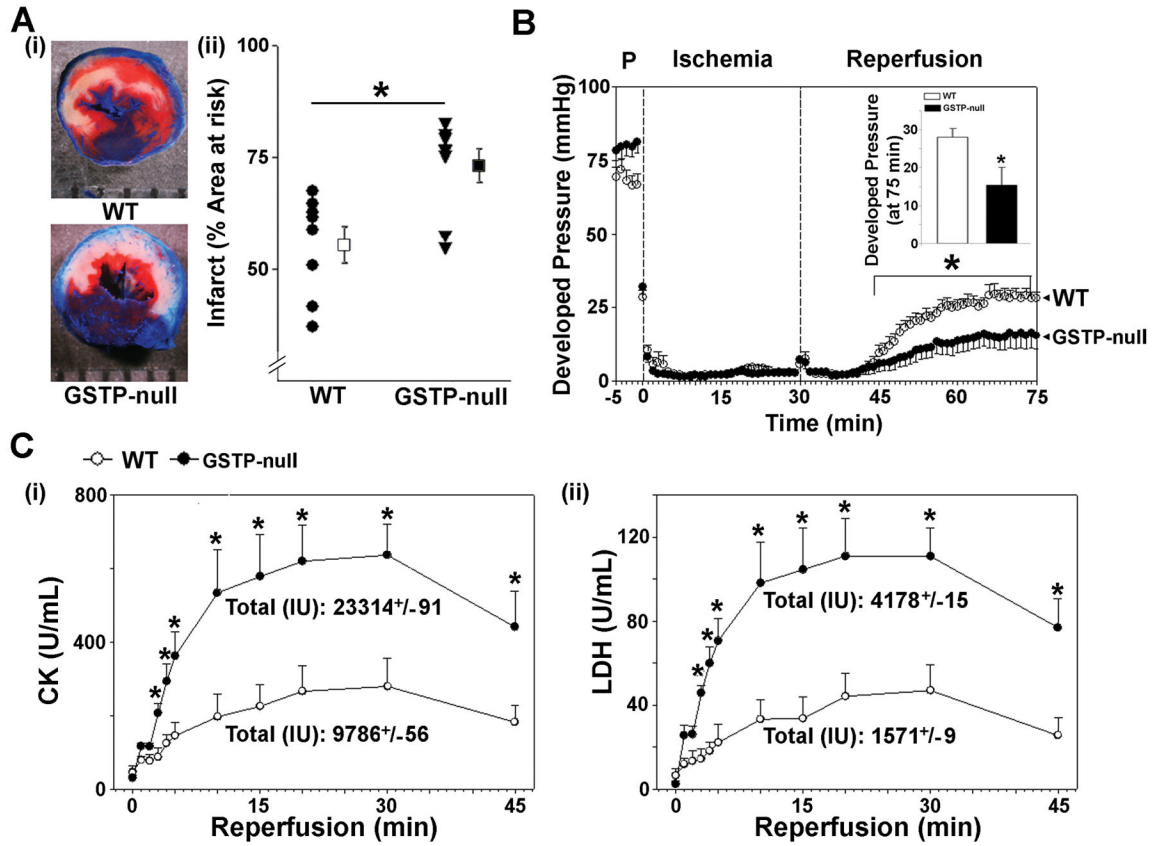 A
(i)
WT
GSTP-null
(ii)
Infarct (% Area at risk)
100
75
50
*
WT
GSTP-null
B
P Ischemia Reperfusion
Developed Pressure (mmHg)
100
75
50
25
0
-5 0 15 30 45 60 75
Time (min)
WT
GSTP-null
Developed Pressure
(at 75 min)
30
20
10
0
*
*
WT
GSTP-null
C
WT GSTP-null
(i)
CK (U/mL)
800
400
0
* * * * * * * *
Total (IU): 23314+/-91
Total (IU): 9786+/-56
0 15 30 45
Reperfusion (min)
(ii)
LDH (U/mL)
120
80
40
0
* * * * * * * *
Total (IU): 4178+/-15
Total (IU): 1571+/-9
0 15 30 45
Reperfusion (min)